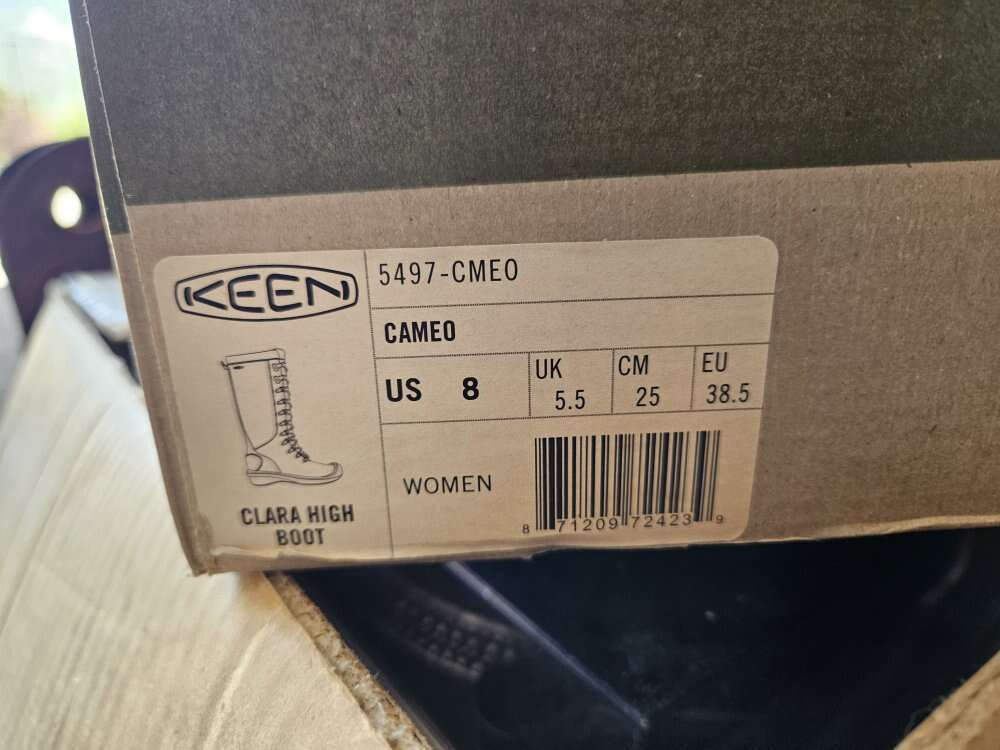 KEEN
5497-CMEO
CAMEO
US 8
UK 5.5
CM 25
EU 38.5
WOMEN
CLARA HIGH
BOOT
8 71209 72423 9